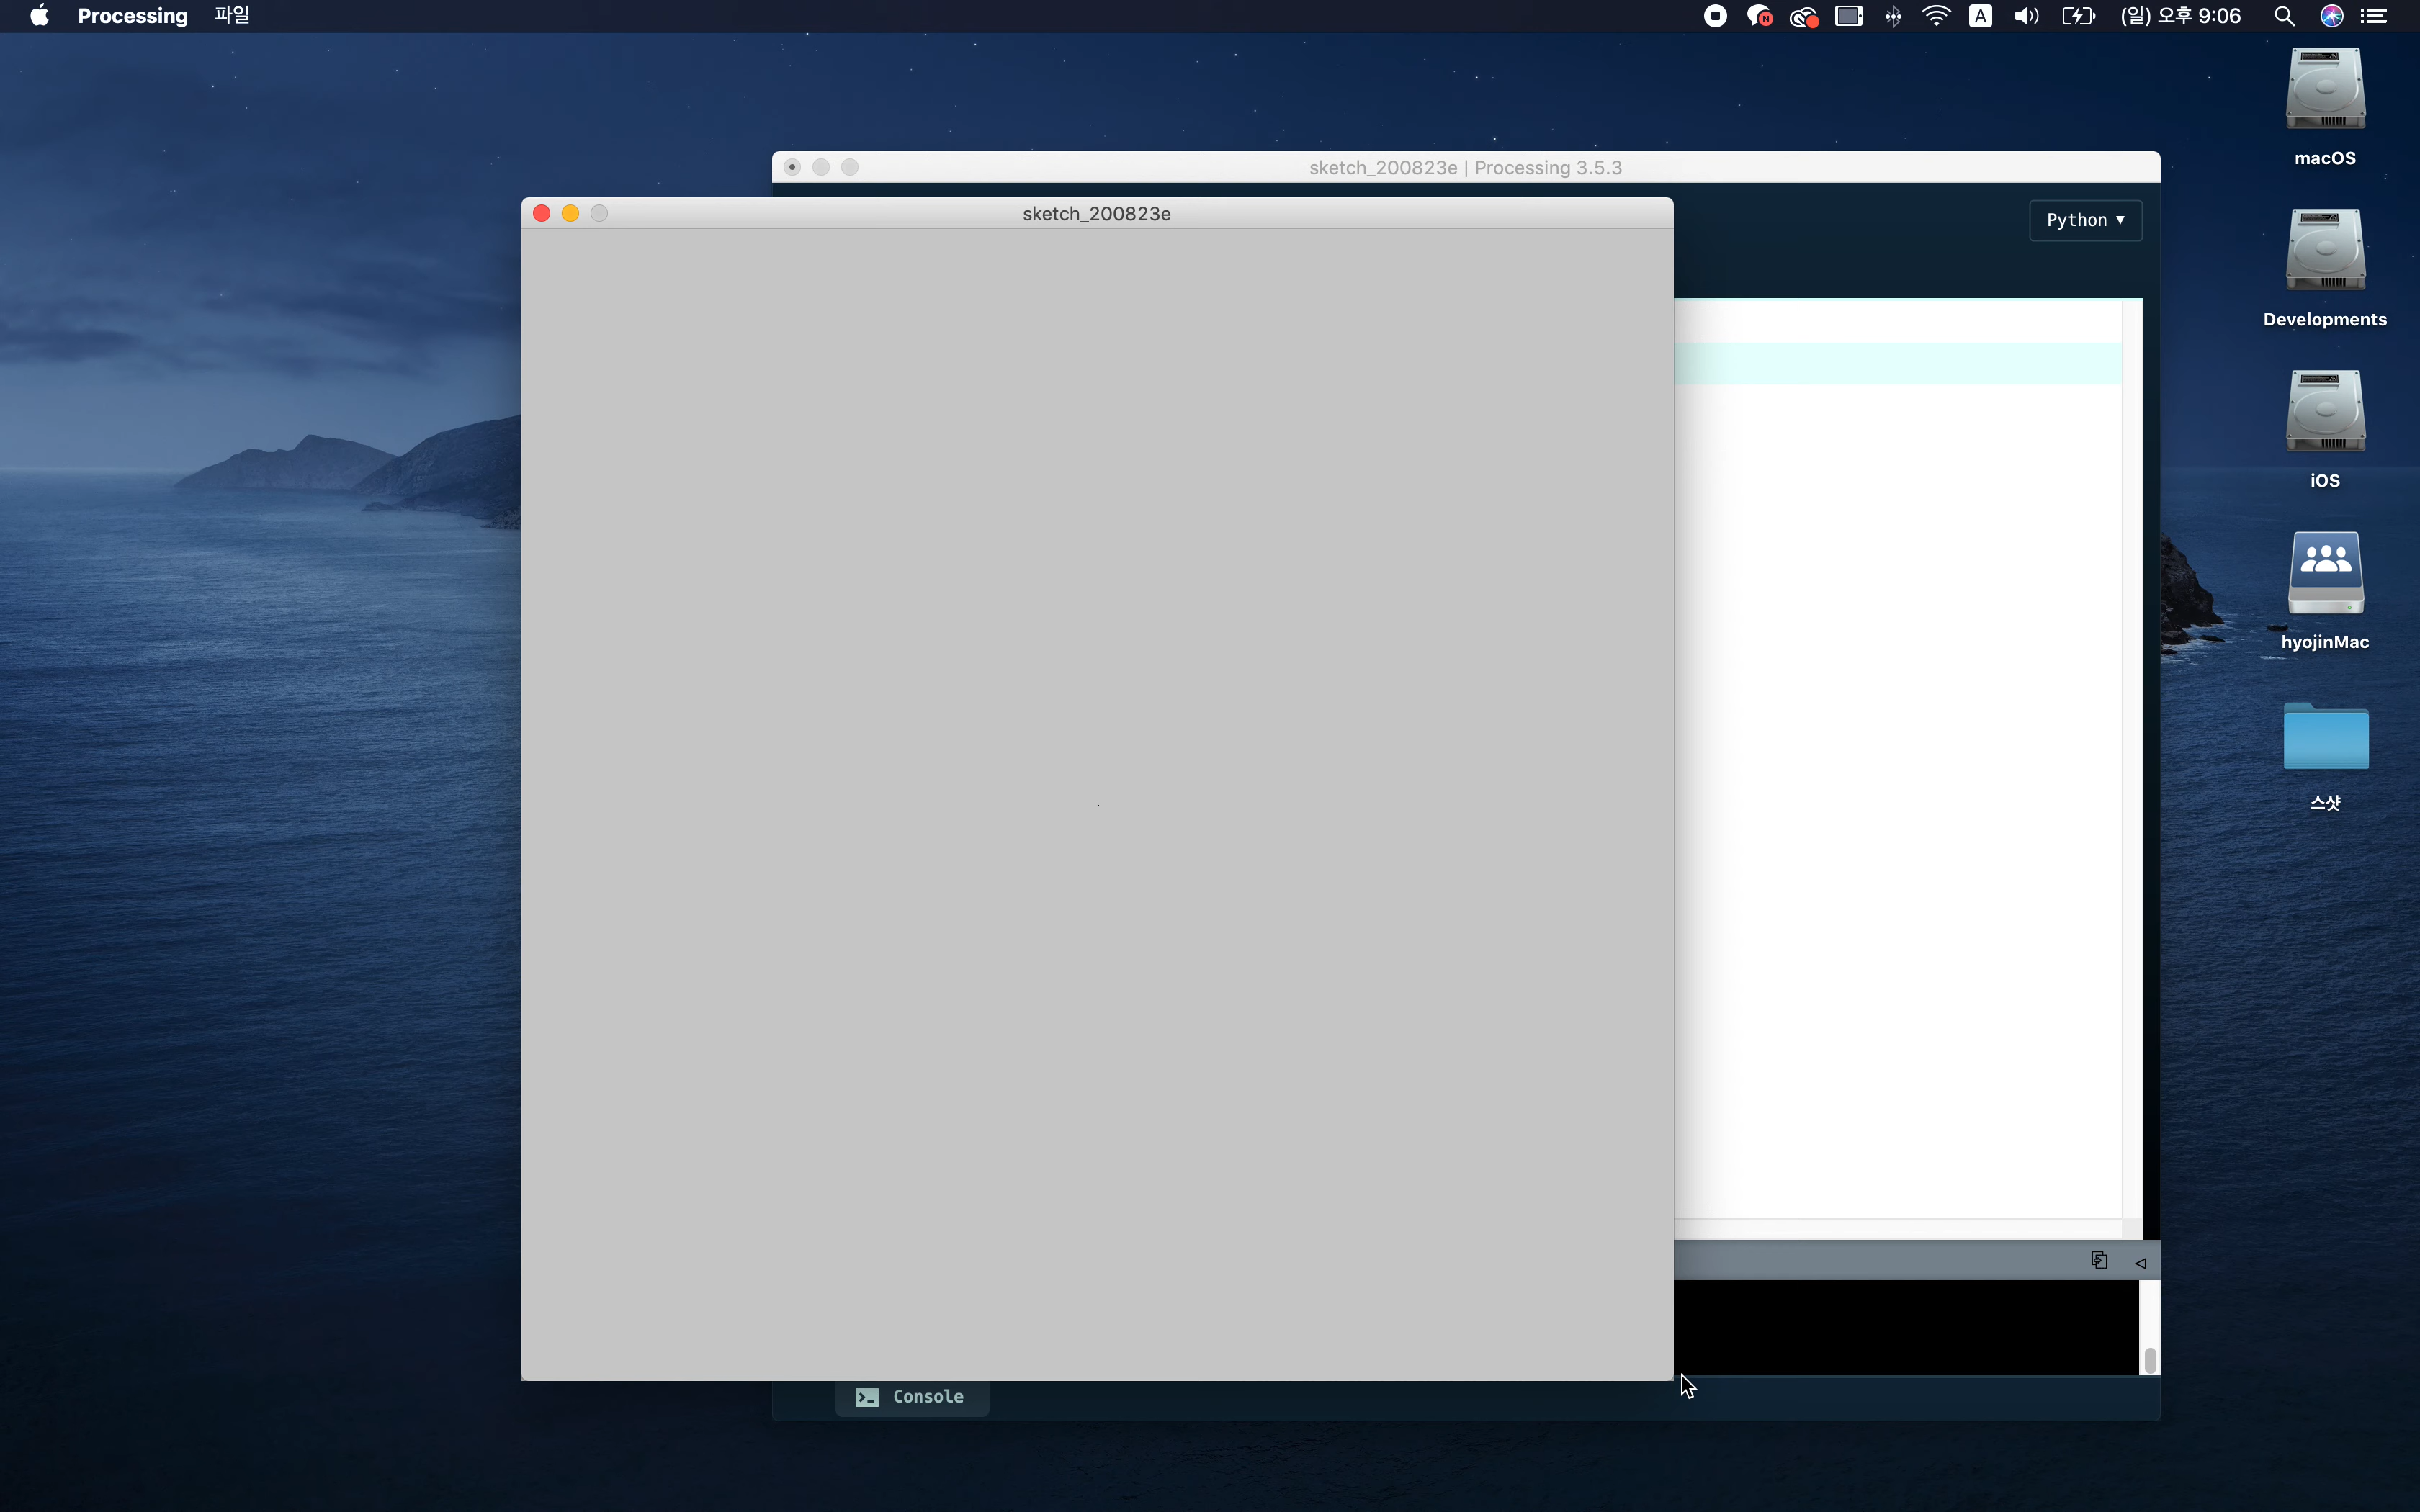 Processing 파일 A (일) 오후 9:06
macOS
sketch_200823e | Processing 3.5.3
sketch_200823e
Python ▼
Developments
iOS
hyojinMac
스샷
Console